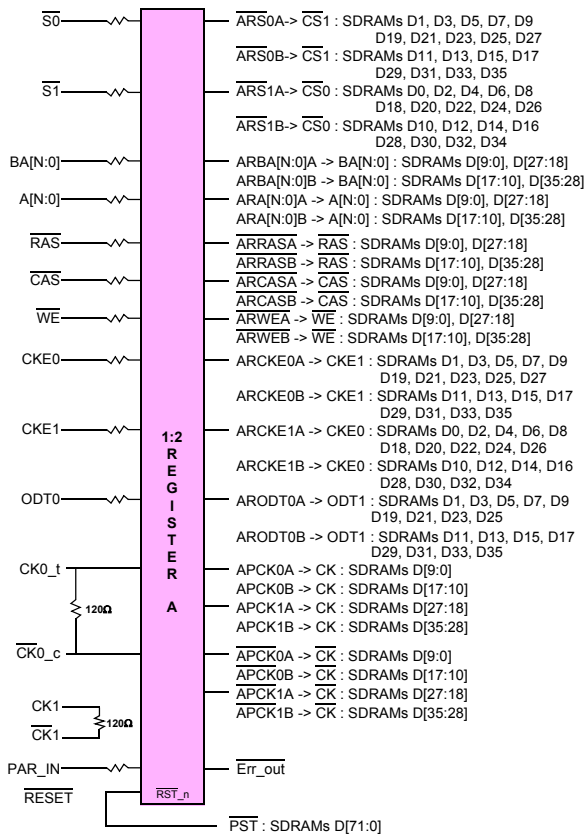 S0
ARS0A-> CS1 : SDRAMs D1, D3, D5, D7, D9
D19, D21, D23, D25, D27
ARS0B-> CS1 : SDRAMs D11, D13, D15, D17
D29, D31, D33, D35
S1
ARS1A-> CS0 : SDRAMs D0, D2, D4, D6, D8
D18, D20, D22, D24, D26
ARS1B-> CS0 : SDRAMs D10, D12, D14, D16
D28, D30, D32, D34
BA[N:0]
ARBA[N:0]A -> BA[N:0] : SDRAMs D[9:0], D[27:18]
ARBA[N:0]B -> BA[N:0] : SDRAMs D[17:10], D[35:28]
A[N:0]
ARA[N:0]A -> A[N:0] : SDRAMs D[9:0], D[27:18]
ARA[N:0]B -> A[N:0] : SDRAMs D[17:10], D[35:28]
RAS
ARRASA -> RAS : SDRAMs D[9:0], D[27:18]
ARRASB -> RAS : SDRAMs D[17:10], D[35:28]
CAS
ARCASA -> CAS : SDRAMs D[9:0], D[27:18]
ARCASB -> CAS : SDRAMs D[17:10], D[35:28]
WE
ARWEA -> WE : SDRAMs D[9:0], D[27:18]
ARWEB -> WE : SDRAMs D[17:10], D[35:28]
CKE0
ARCKE0A -> CKE1 : SDRAMs D1, D3, D5, D7, D9
D19, D21, D23, D25, D27
ARCKE0B -> CKE1 : SDRAMs D11, D13, D15, D17
D29, D31, D33, D35
CKE1
ARCKE1A -> CKE0 : SDRAMs D0, D2, D4, D6, D8
D18, D20, D22, D24, D26
ARCKE1B -> CKE0 : SDRAMs D10, D12, D14, D16
D28, D30, D32, D34
1:2
REGISTER
A
ODT0
ARODT0A -> ODT1 : SDRAMs D1, D3, D5, D7, D9
D19, D21, D23, D25
ARODT0B -> ODT1 : SDRAMs D11, D13, D15, D17
D29, D31, D33, D35
CK0_t
APCK0A -> CK : SDRAMs D[9:0]
APCK0B -> CK : SDRAMs D[17:10]
APCK1A -> CK : SDRAMs D[27:18]
APCK1B -> CK : SDRAMs D[35:28]
120Ω
CK0_c
APCK0A -> CK : SDRAMs D[9:0]
APCK0B -> CK : SDRAMs D[17:10]
APCK1A -> CK : SDRAMs D[27:18]
APCK1B -> CK : SDRAMs D[35:28]
CK1
120Ω
CK1
PAR_IN
Err_out
RESET
RST_n
PST : SDRAMs D[71:0]